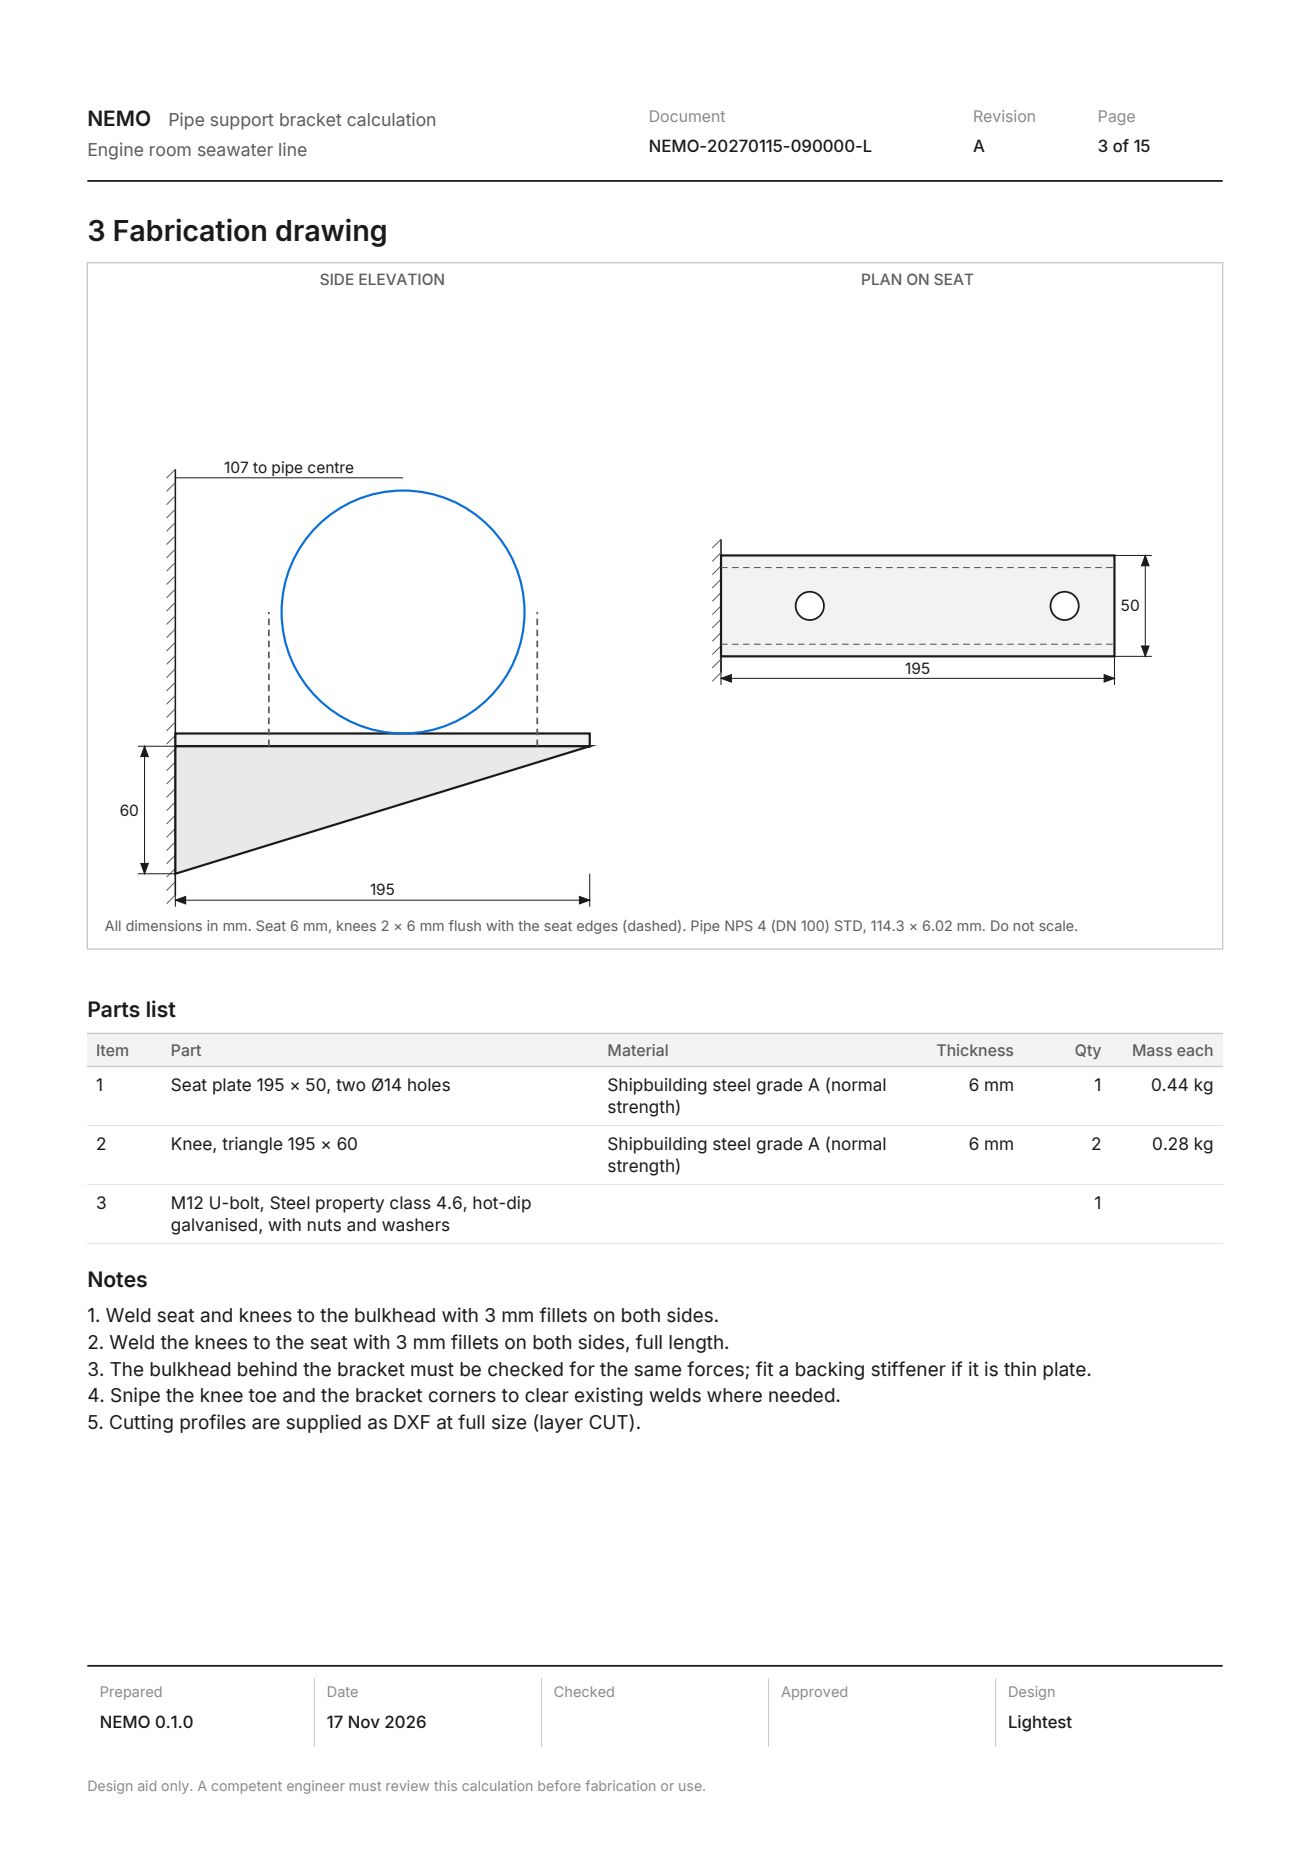 NEMO Pipe support bracket calculation
Engine room seawater line
Document
NEMO-20270115-090000-L
Revision
A
Page
3 of 15
3 Fabrication drawing
SIDE ELEVATION
PLAN ON SEAT
107 to pipe centre
50
195
60
195
All dimensions in mm. Seat 6 mm, knees 2 × 6 mm flush with the seat edges (dashed). Pipe NPS 4 (DN 100) STD, 114.3 × 6.02 mm. Do not scale.
Parts list
Item Part Material Thickness Qty Mass each
1 Seat plate 195 × 50, two Ø14 holes Shipbuilding steel grade A (normal 6 mm 1 0.44 kg
strength)
2 Knee, triangle 195 × 60 Shipbuilding steel grade A (normal 6 mm 2 0.28 kg
strength)
3 M12 U-bolt, Steel property class 4.6, hot-dip 1
galvanised, with nuts and washers
Notes
1. Weld seat and knees to the bulkhead with 3 mm fillets on both sides.
2. Weld the knees to the seat with 3 mm fillets on both sides, full length.
3. The bulkhead behind the bracket must be checked for the same forces; fit a backing stiffener if it is thin plate.
4. Snipe the knee toe and the bracket corners to clear existing welds where needed.
5. Cutting profiles are supplied as DXF at full size (layer CUT).
Prepared Date Checked Approved Design
NEMO 0.1.0 17 Nov 2026 Lightest
Design aid only. A competent engineer must review this calculation before fabrication or use.